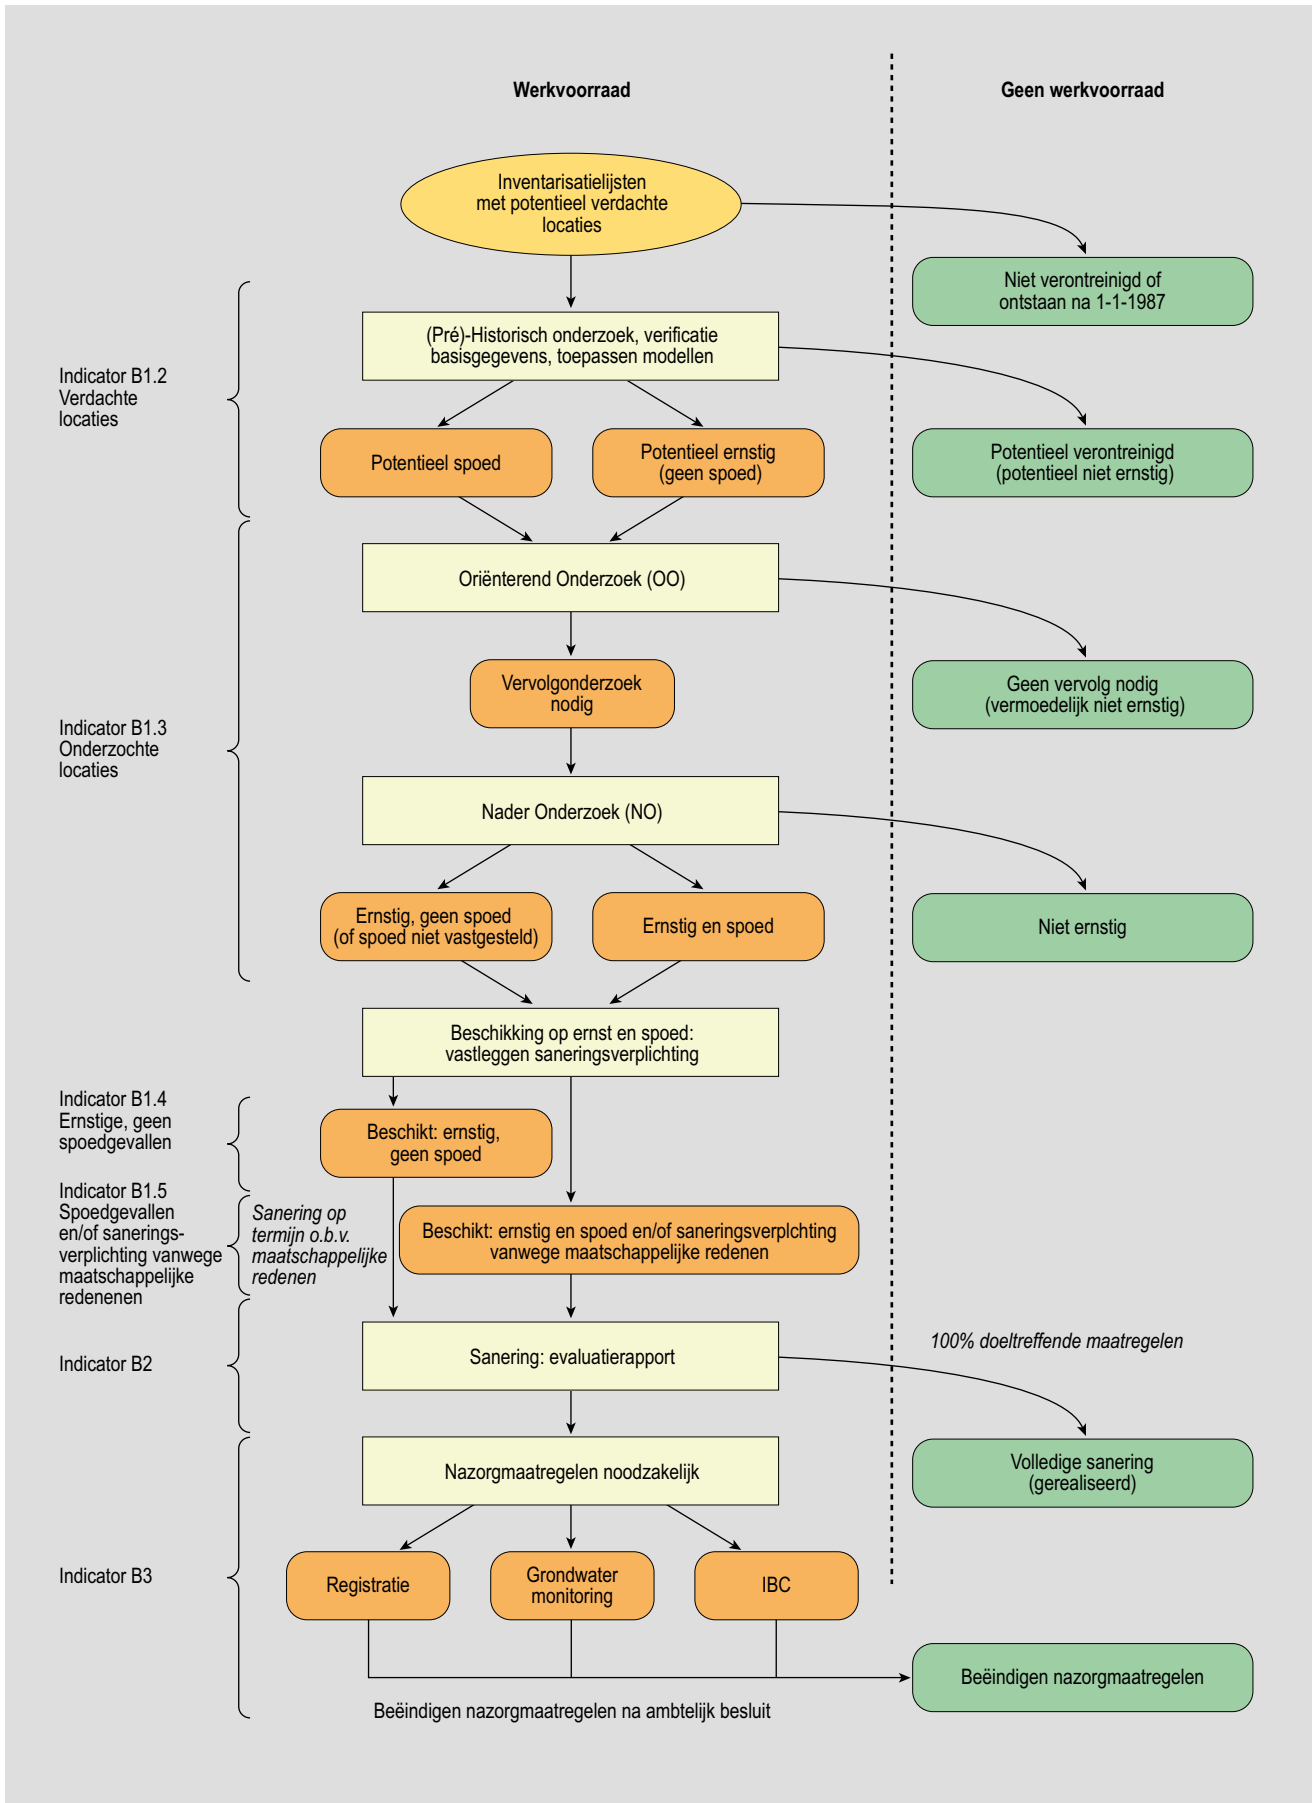 Werkvoorraad
Geen werkvoorraad
Inventarisatielijsten
met potentieel verdachte
locaties
Niet verontreinigd of
ontstaan na 1-1-1987
Indicator B1.2
Verdachte
locaties
(Pré)-Historisch onderzoek, verificatie
basisgegevens, toepassen modellen
Potentieel spoed
Potentieel ernstig
(geen spoed)
Potentieel verontreinigd
(potentieel niet ernstig)
Indicator B1.3
Onderzochte
locaties
Oriënterend Onderzoek (OO)
Vervolgonderzoek
nodig
Geen vervolg nodig
(vermoedelijk niet ernstig)
Nader Onderzoek (NO)
Ernstig, geen spoed
(of spoed niet vastgesteld)
Ernstig en spoed
Niet ernstig
Beschikking op ernst en spoed:
vastleggen saneringsverplichting
Indicator B1.4
Ernstige, geen
spoedgevallen
Beschikt: ernstig,
geen spoed
Indicator B1.5
Spoedgevallen
en/of sanerings-
verplichting vanwege
maatschappelijke
redenenen
Sanering op
termijn o.b.v.
maatschappelijke
redenen
Beschikt: ernstig en spoed en/of saneringsverplchting
vanwege maatschappelijke redenen
Indicator B2
Sanering: evaluatierapport
100% doeltreffende maatregelen
Volledige sanering
(gerealiseerd)
Indicator B3
Nazorgmaatregelen noodzakelijk
Registratie
Grondwater
monitoring
IBC
Beëindigen nazorgmaatregelen
Beëindigen nazorgmaatregelen na ambtelijk besluit